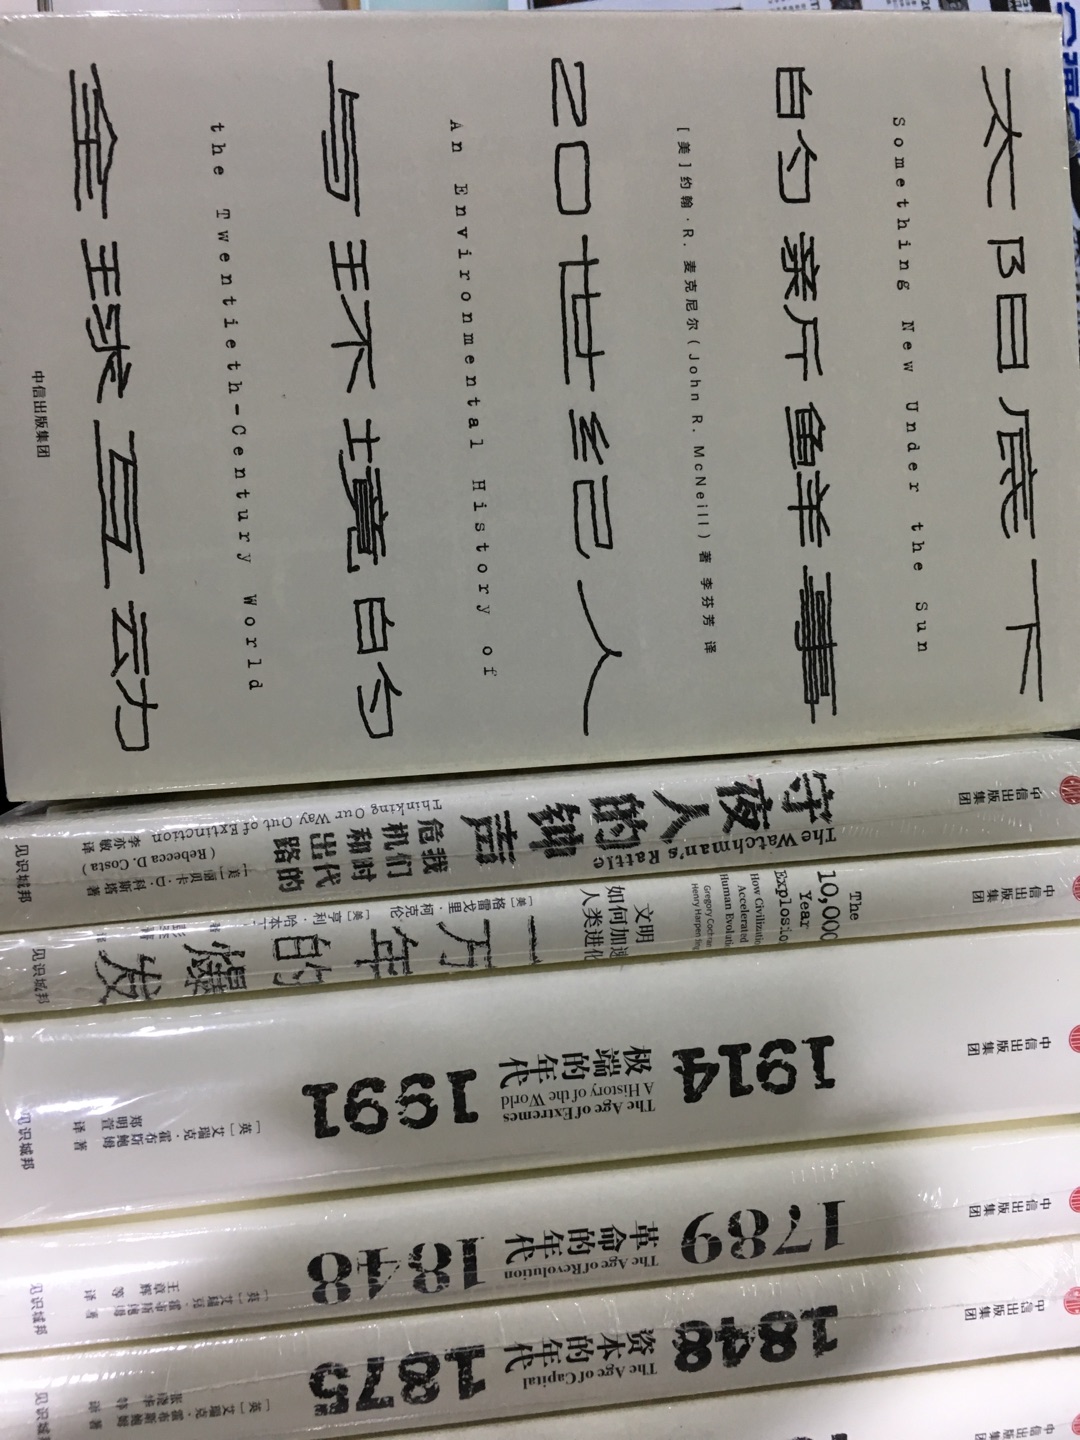 太阳底下
Something New Under the Sun
的新鲜事
[美]约翰·R.麦克尼尔(John R. McNeill)著 李芬芳 译
20世纪人
An Environmental History of
与环境的
the Twentieth-Century World
全球互动
中信出版集团
中信出版集团
守夜人的钟声
The Watchman's Rattle
我们时代的
危机和出路
Thinking Our Way Out of Extinction
[美]丽贝卡·D.科斯塔
(Rebecca D. Costa) 著
李亦敏 译
见识城邦
中信出版集团
The
10,000
Year
Explosio
How Civilizatio
Accelerated
Human Evoluti
Gregory Cochran
Henry Harpending
文明
如何加速
人类进化
一万年的爆发
[美]格雷戈里·柯克伦
[美]亨利·哈本丁
见识城邦
中信出版集团
1914
极端的年代
The Age of Extremes
A History of the World
1991
[英]艾瑞克·霍布斯鲍姆 著
郑明萱 译
见识城邦
中信出版集团
1789
革命的年代
The Age of Revolution
1848
[英]艾瑞克·霍布斯鲍姆 著
王章辉 等 译
见识城邦
中信出版集团
1848
资本的年代
The Age of Capital
1875
[英]艾瑞克·霍布斯鲍姆 著
张晓华 等 译
见识城邦